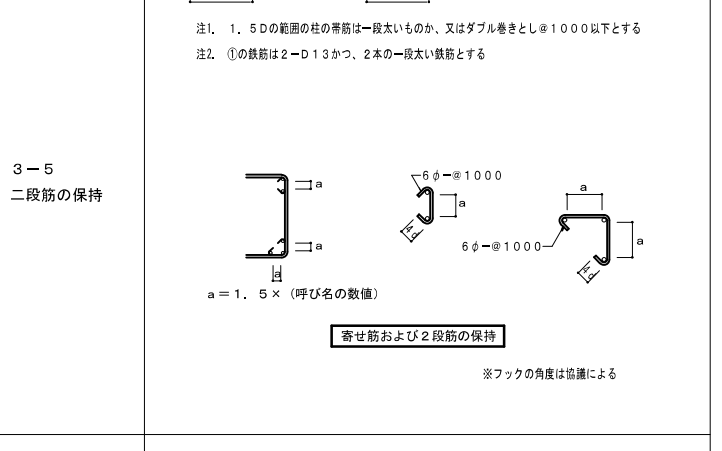 注1. 1.5Dの範囲の柱の帯筋は一段太いものか、又はダブル巻きとし@1000以下とする
注2. ①の鉄筋は2-D13かつ、2本の一段太い鉄筋とする
3-5
二段筋の保持
a
a
a
a=1.5×(呼び名の数値)
6φ-@1000
a
4d
a
6φ-@1000
a
4d
寄せ筋および2段筋の保持
※フックの角度は協議による